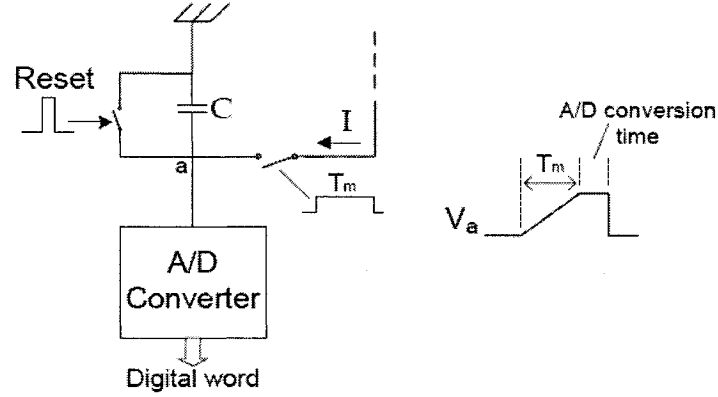 Reset
C
I
a
Tm
A/D
Converter
Digital word
A/D conversion
time
Tm
Va